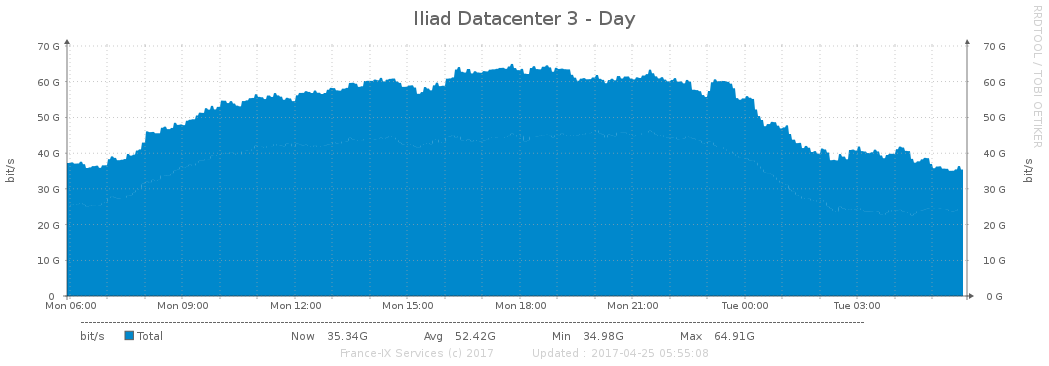 Iliad Datacenter 3 - Day
RRDTOOL / TOBI OETIKER
70 G 70 G
60 G 60 G
50 G 50 G
40 G 40 G
30 G 30 G
20 G 20 G
10 G 10 G
0 0 G
bit/s bit/s
Mon 06:00 Mon 09:00 Mon 12:00 Mon 15:00 Mon 18:00 Mon 21:00 Tue 00:00 Tue 03:00
bit/s Total Now 35.34G Avg 52.42G Min 34.98G Max 64.91G
France-IX Services (c) 2017 Updated : 2017-04-25 05:55:08